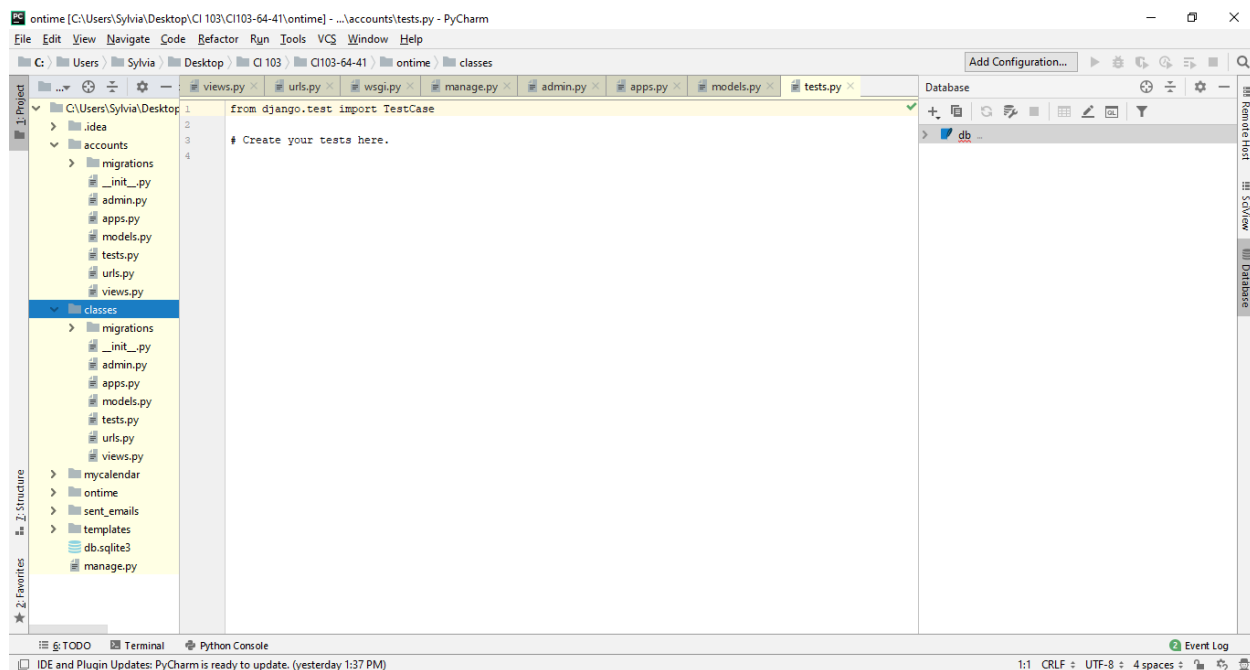 PC ontime [C:\Users\Sylvia\Desktop\CI 103\CI103-64-41\ontime] - ...\accounts\tests.py - PyCharm
File Edit View Navigate Code Refactor Run Tools VCS Window Help
C: Users Sylvia Desktop CI 103 CI103-64-41 ontime classes Add Configuration...
views.py urls.py wsgi.py manage.py admin.py apps.py models.py tests.py
1: Project
C:\Users\Sylvia\Desktop
.idea
accounts
migrations
__init__.py
admin.py
apps.py
models.py
tests.py
urls.py
views.py
classes
migrations
__init__.py
admin.py
apps.py
models.py
tests.py
urls.py
views.py
mycalendar
ontime
sent_emails
templates
db.sqlite3
manage.py
7: Structure
2: Favorites
1 from django.test import TestCase
2
3 # Create your tests here.
4
Database
QL
db ...
Remote Host
SciView
Database
6: TODO Terminal Python Console 2 Event Log
IDE and Plugin Updates: PyCharm is ready to update. (yesterday 1:37 PM) 1:1 CRLF UTF-8 4 spaces